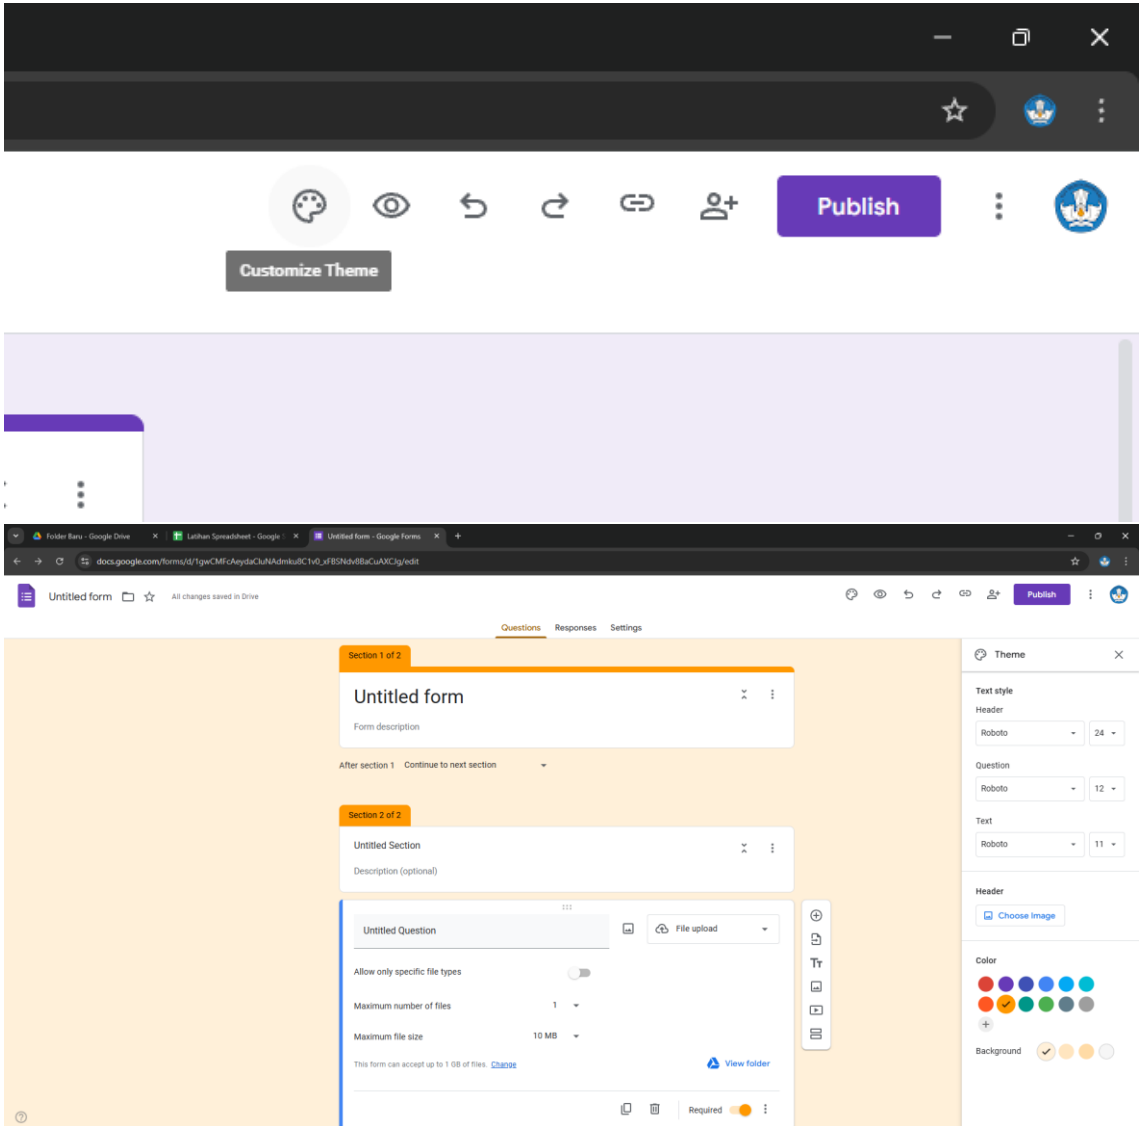 Publish
Customize Theme
Folder Baru - Google Drive
Latihan Spreadsheet - Google S
Untitled form - Google Forms
Untitled form
All changes saved in Drive
Publish
Questions Responses Settings
Section 1 of 2
Theme
Untitled form
Form description
Text style
Header
Roboto 24
After section 1 Continue to next section
Question
Roboto 12
Section 2 of 2
Text
Untitled Section
Roboto 11
Description (optional)
Header
Choose Image
Untitled Question
File upload
Allow only specific file types
Color
Maximum number of files 1
Maximum file size 10 MB
Background
This form can accept up to 1 GB of files. Change
View folder
Required